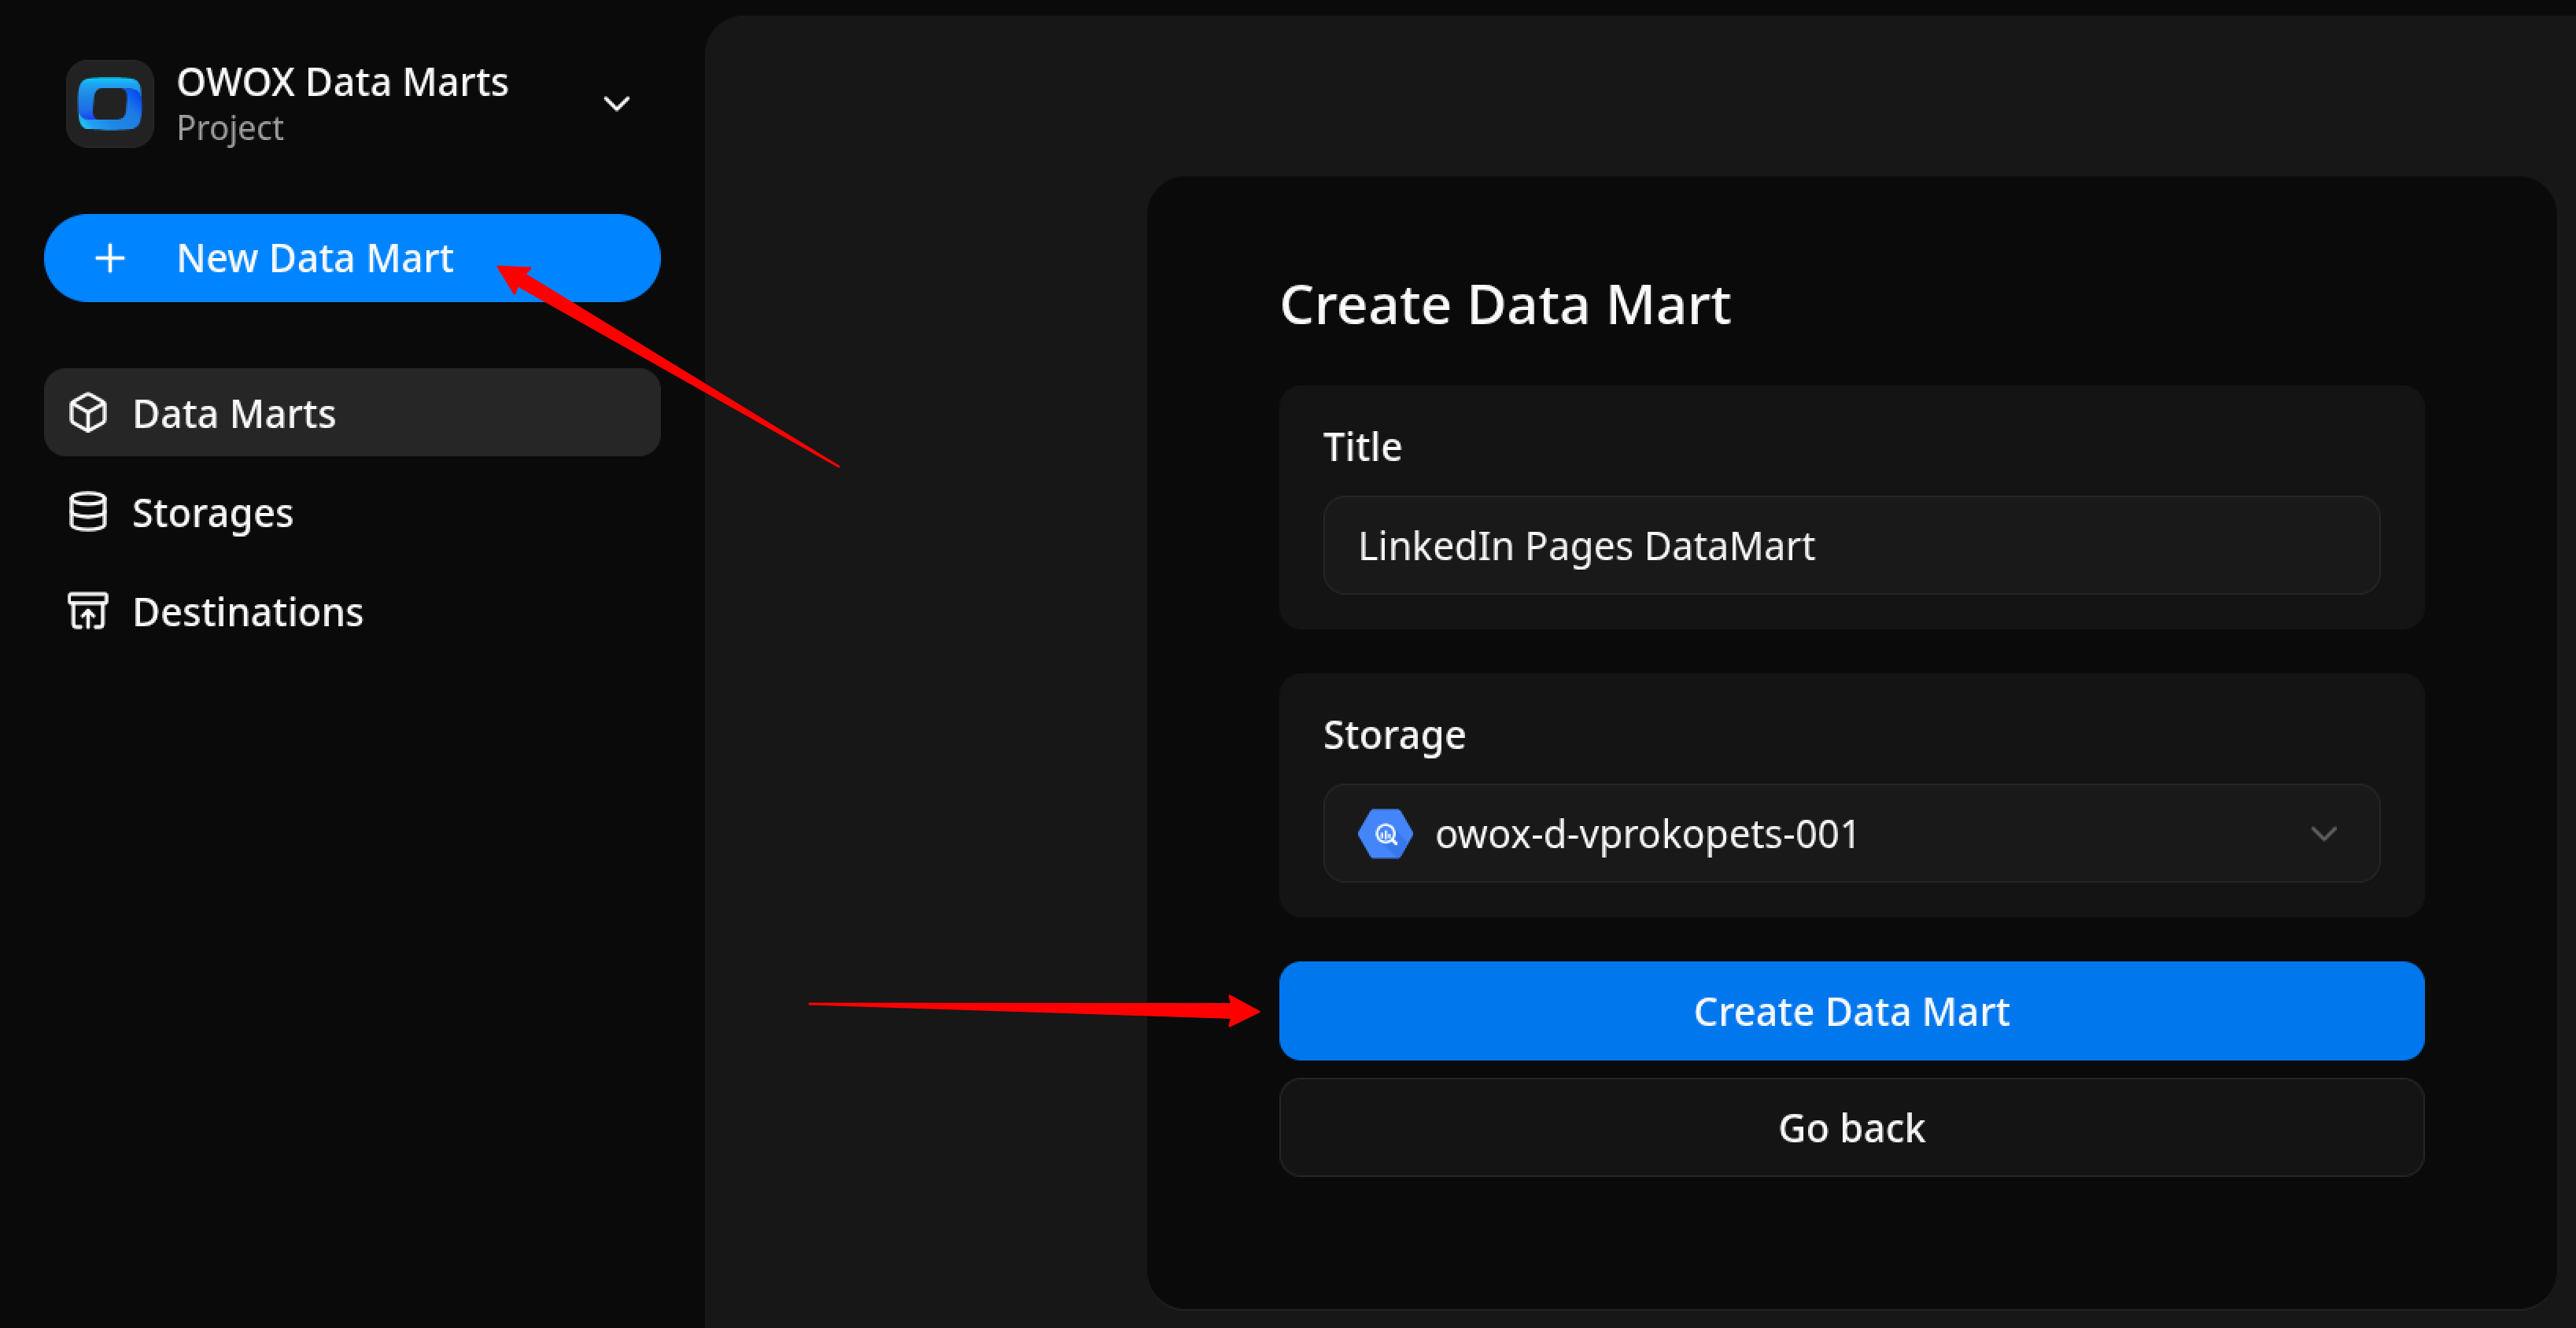 OWOX Data Marts
Project
New Data Mart
Data Marts
Storages
Destinations
Create Data Mart
Title
LinkedIn Pages DataMart
Storage
owox-d-vprokopets-001
Create Data Mart
Go back